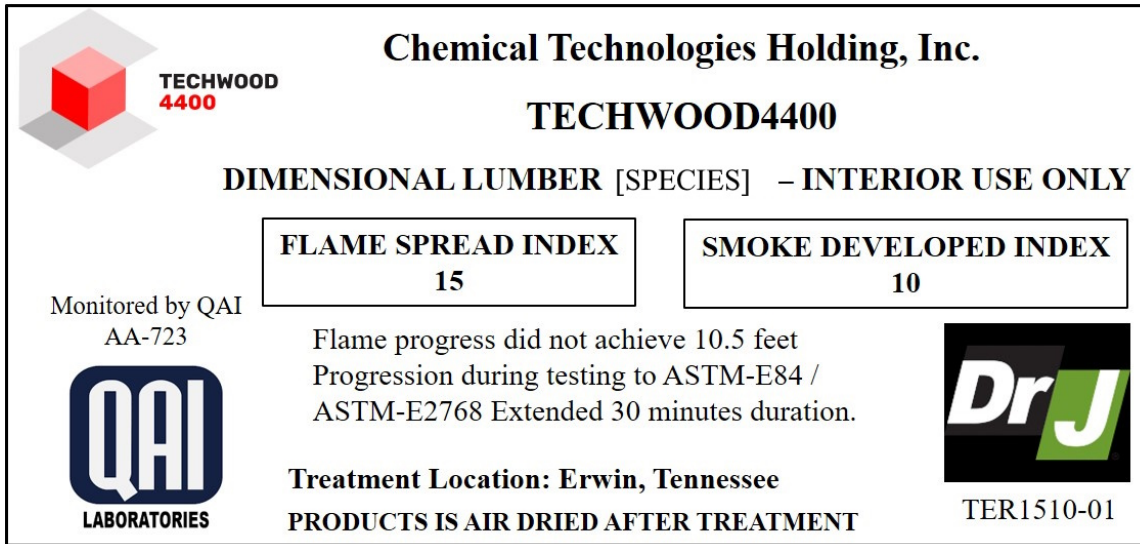 TECHWOOD
4400
Chemical Technologies Holding, Inc.
TECHWOOD4400
DIMENSIONAL LUMBER [SPECIES] – INTERIOR USE ONLY
FLAME SPREAD INDEX
15
SMOKE DEVELOPED INDEX
10
Monitored by QAI
AA-723
QAI
LABORATORIES
Flame progress did not achieve 10.5 feet
Progression during testing to ASTM-E84 /
ASTM-E2768 Extended 30 minutes duration.
Treatment Location: Erwin, Tennessee
PRODUCTS IS AIR DRIED AFTER TREATMENT
DrJ
TER1510-01